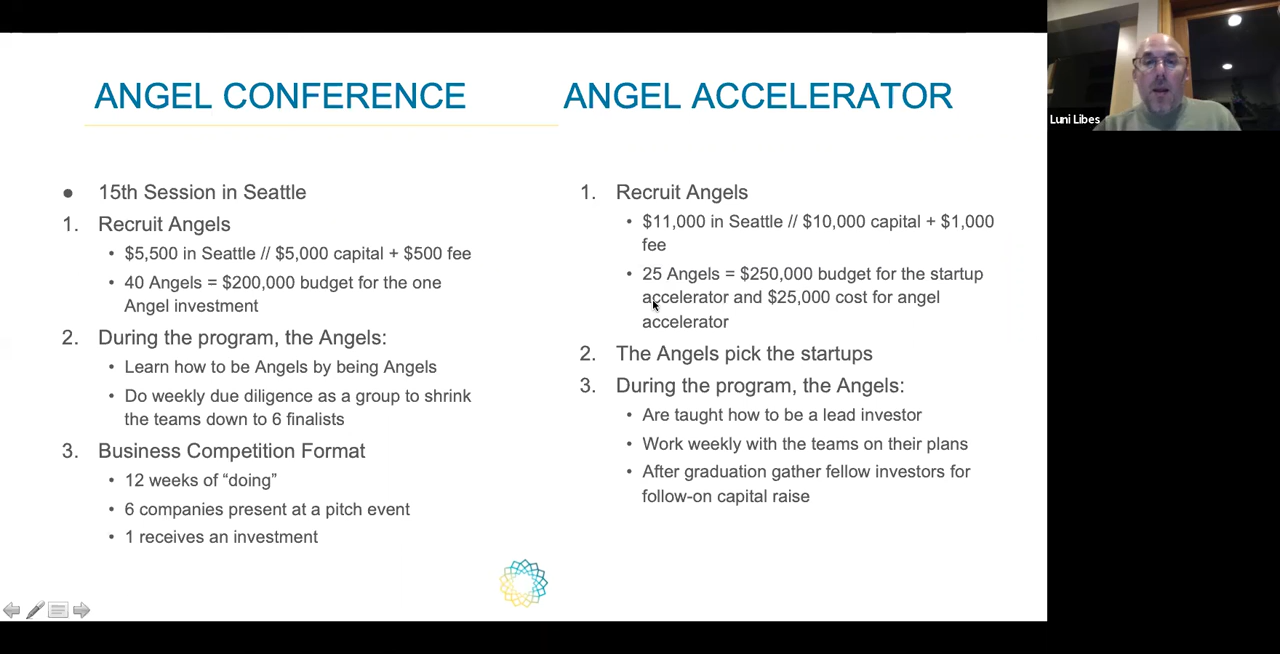 ANGEL CONFERENCE
● 15th Session in Seattle
1. Recruit Angels
• $5,500 in Seattle // $5,000 capital + $500 fee
• 40 Angels = $200,000 budget for the one
Angel investment
2. During the program, the Angels:
• Learn how to be Angels by being Angels
• Do weekly due diligence as a group to shrink
the teams down to 6 finalists
3. Business Competition Format
• 12 weeks of “doing”
• 6 companies present at a pitch event
• 1 receives an investment
ANGEL ACCELERATOR
1. Recruit Angels
• $11,000 in Seattle // $10,000 capital + $1,000
fee
• 25 Angels = $250,000 budget for the startup
accelerator and $25,000 cost for angel
accelerator
2. The Angels pick the startups
3. During the program, the Angels:
• Are taught how to be a lead investor
• Work weekly with the teams on their plans
• After graduation gather fellow investors for
follow-on capital raise
Luni Libes